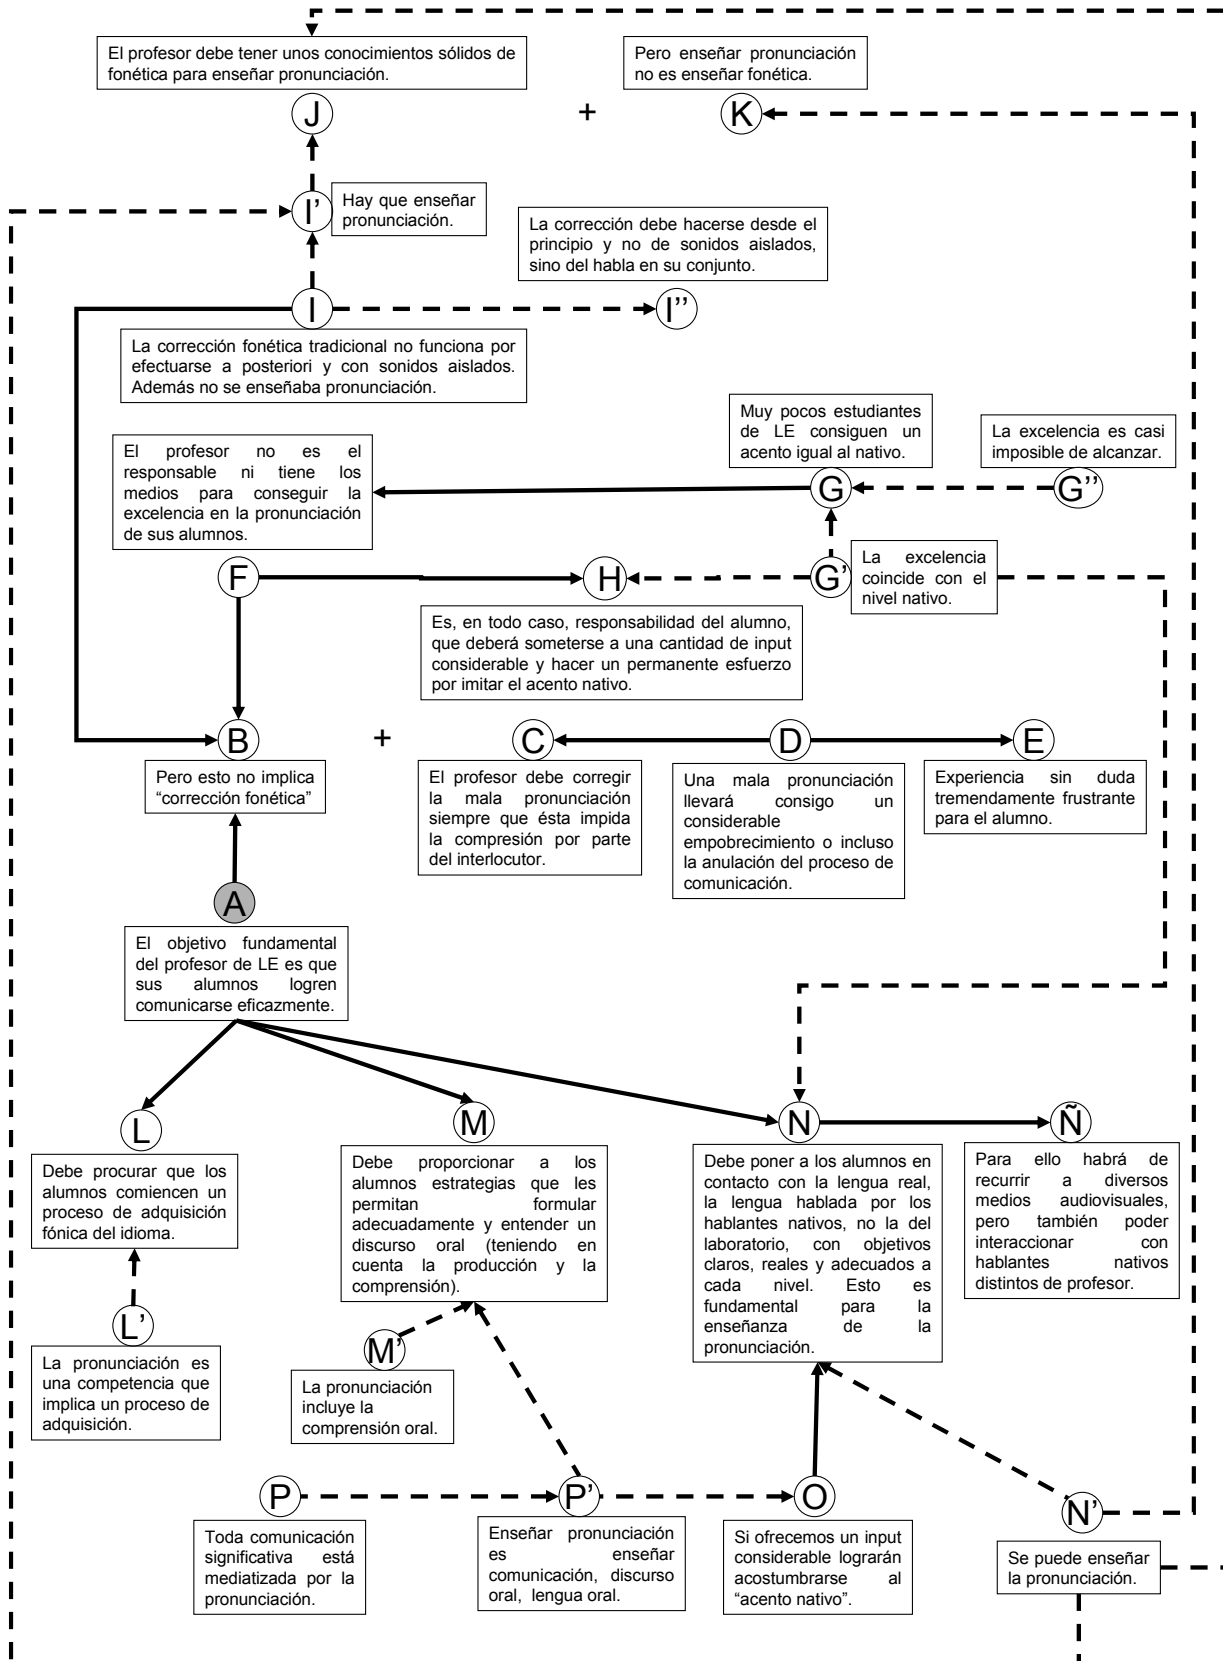 El profesor debe tener unos conocimientos sólidos de
fonética para enseñar pronunciación.
Pero enseñar pronunciación
no es enseñar fonética.
J
+
K
I'
Hay que enseñar
pronunciación.
La corrección debe hacerse desde el
principio y no de sonidos aislados,
sino del habla en su conjunto.
I
I''
La corrección fonética tradicional no funciona por
efectuarse a posteriori y con sonidos aislados.
Además no se enseñaba pronunciación.
Muy pocos estudiantes
de LE consiguen un
acento igual al nativo.
La excelencia es casi
imposible de alcanzar.
El profesor no es el
responsable ni tiene los
medios para conseguir la
excelencia en la pronunciación
de sus alumnos.
G
G''
F
H
G'
La excelencia
coincide con el
nivel nativo.
Es, en todo caso, responsabilidad del alumno,
que deberá someterse a una cantidad de input
considerable y hacer un permanente esfuerzo
por imitar el acento nativo.
B
+
C
D
E
Pero esto no implica
“corrección fonética”
El profesor debe corregir
la mala pronunciación
siempre que ésta impida
la compresión por parte
del interlocutor.
Una mala pronunciación
llevará consigo un
considerable
empobrecimiento o incluso
la anulación del proceso de
comunicación.
Experiencia sin duda
tremendamente frustrante
para el alumno.
A
El objetivo fundamental
del profesor de LE es que
sus alumnos logren
comunicarse eficazmente.
L
M
N
Ñ
Debe procurar que los
alumnos comiencen un
proceso de adquisición
fónica del idioma.
Debe proporcionar a los
alumnos estrategias que les
permitan formular
adecuadamente y entender un
discurso oral (teniendo en
cuenta la producción y la
comprensión).
Debe poner a los alumnos en
contacto con la lengua real,
la lengua hablada por los
hablantes nativos, no la del
laboratorio, con objetivos
claros, reales y adecuados a
cada nivel. Esto es
fundamental para la
enseñanza de la
pronunciación.
Para ello habrá de
recurrir a diversos
medios audiovisuales,
pero también poder
interaccionar con
hablantes nativos
distintos de profesor.
L'
M'
La pronunciación es
una competencia que
implica un proceso de
adquisición.
La pronunciación
incluye la
comprensión oral.
P
P'
O
N'
Toda comunicación
significativa está
mediatizada por la
pronunciación.
Enseñar pronunciación
es enseñar
comunicación, discurso
oral, lengua oral.
Si ofrecemos un input
considerable lograrán
acostumbrarse al
“acento nativo”.
Se puede enseñar
la pronunciación.